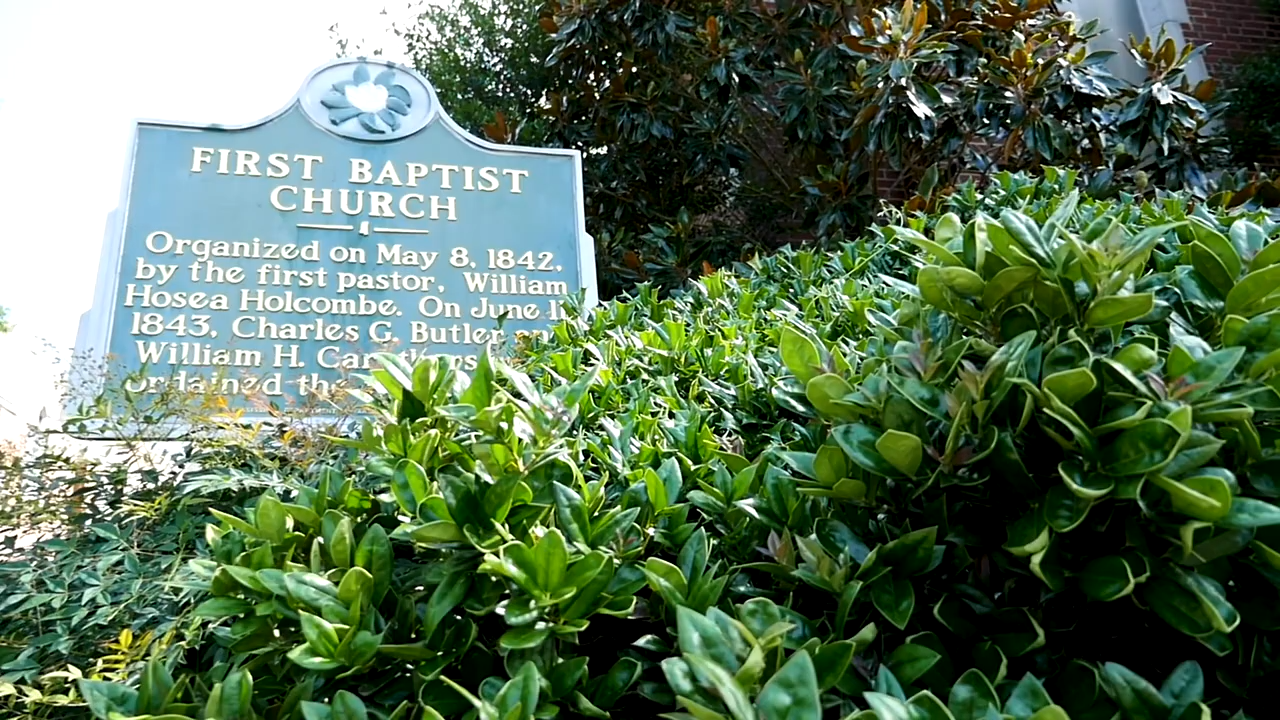 FIRST BAPTIST
CHURCH
Organized on May 8, 1842,
by the first pastor, William
Hosea Holcombe. On June
1843, Charles G. Butler
William H.
Ordained